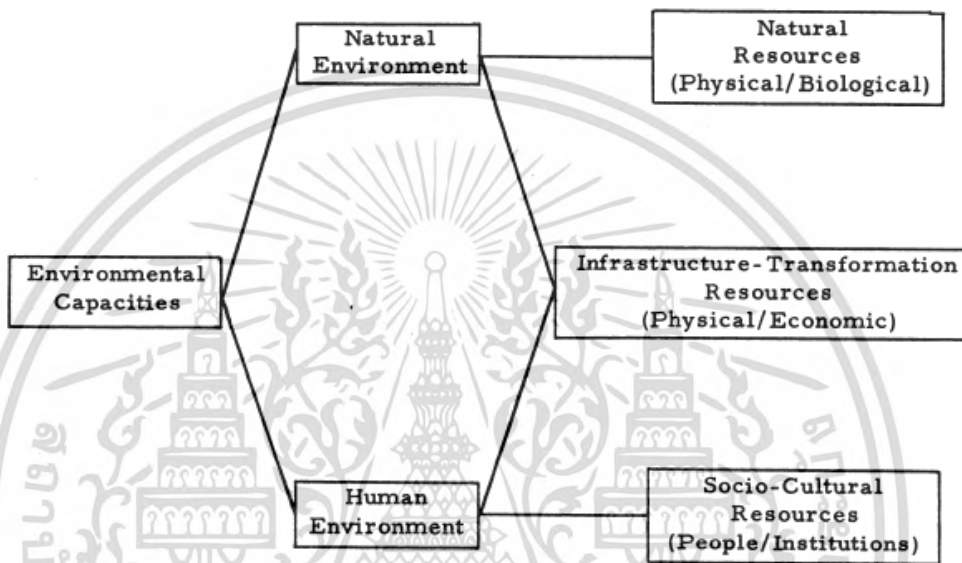 Natural
Environment
Natural
Resources
(Physical/Biological)
Environmental
Capacities
Infrastructure-Transformation
Resources
(Physical/Economic)
Human
Environment
Socio-Cultural
Resources
(People/Institutions)